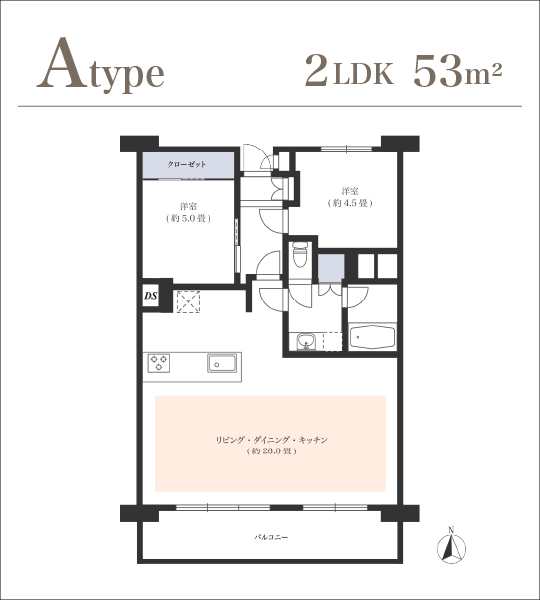 Atype
2LDK 53m²
クローゼット
洋室
(約5.0畳)
洋室
(約4.5畳)
DS
リビング・ダイニング・キッチン
(約20.0畳)
バルコニー
N